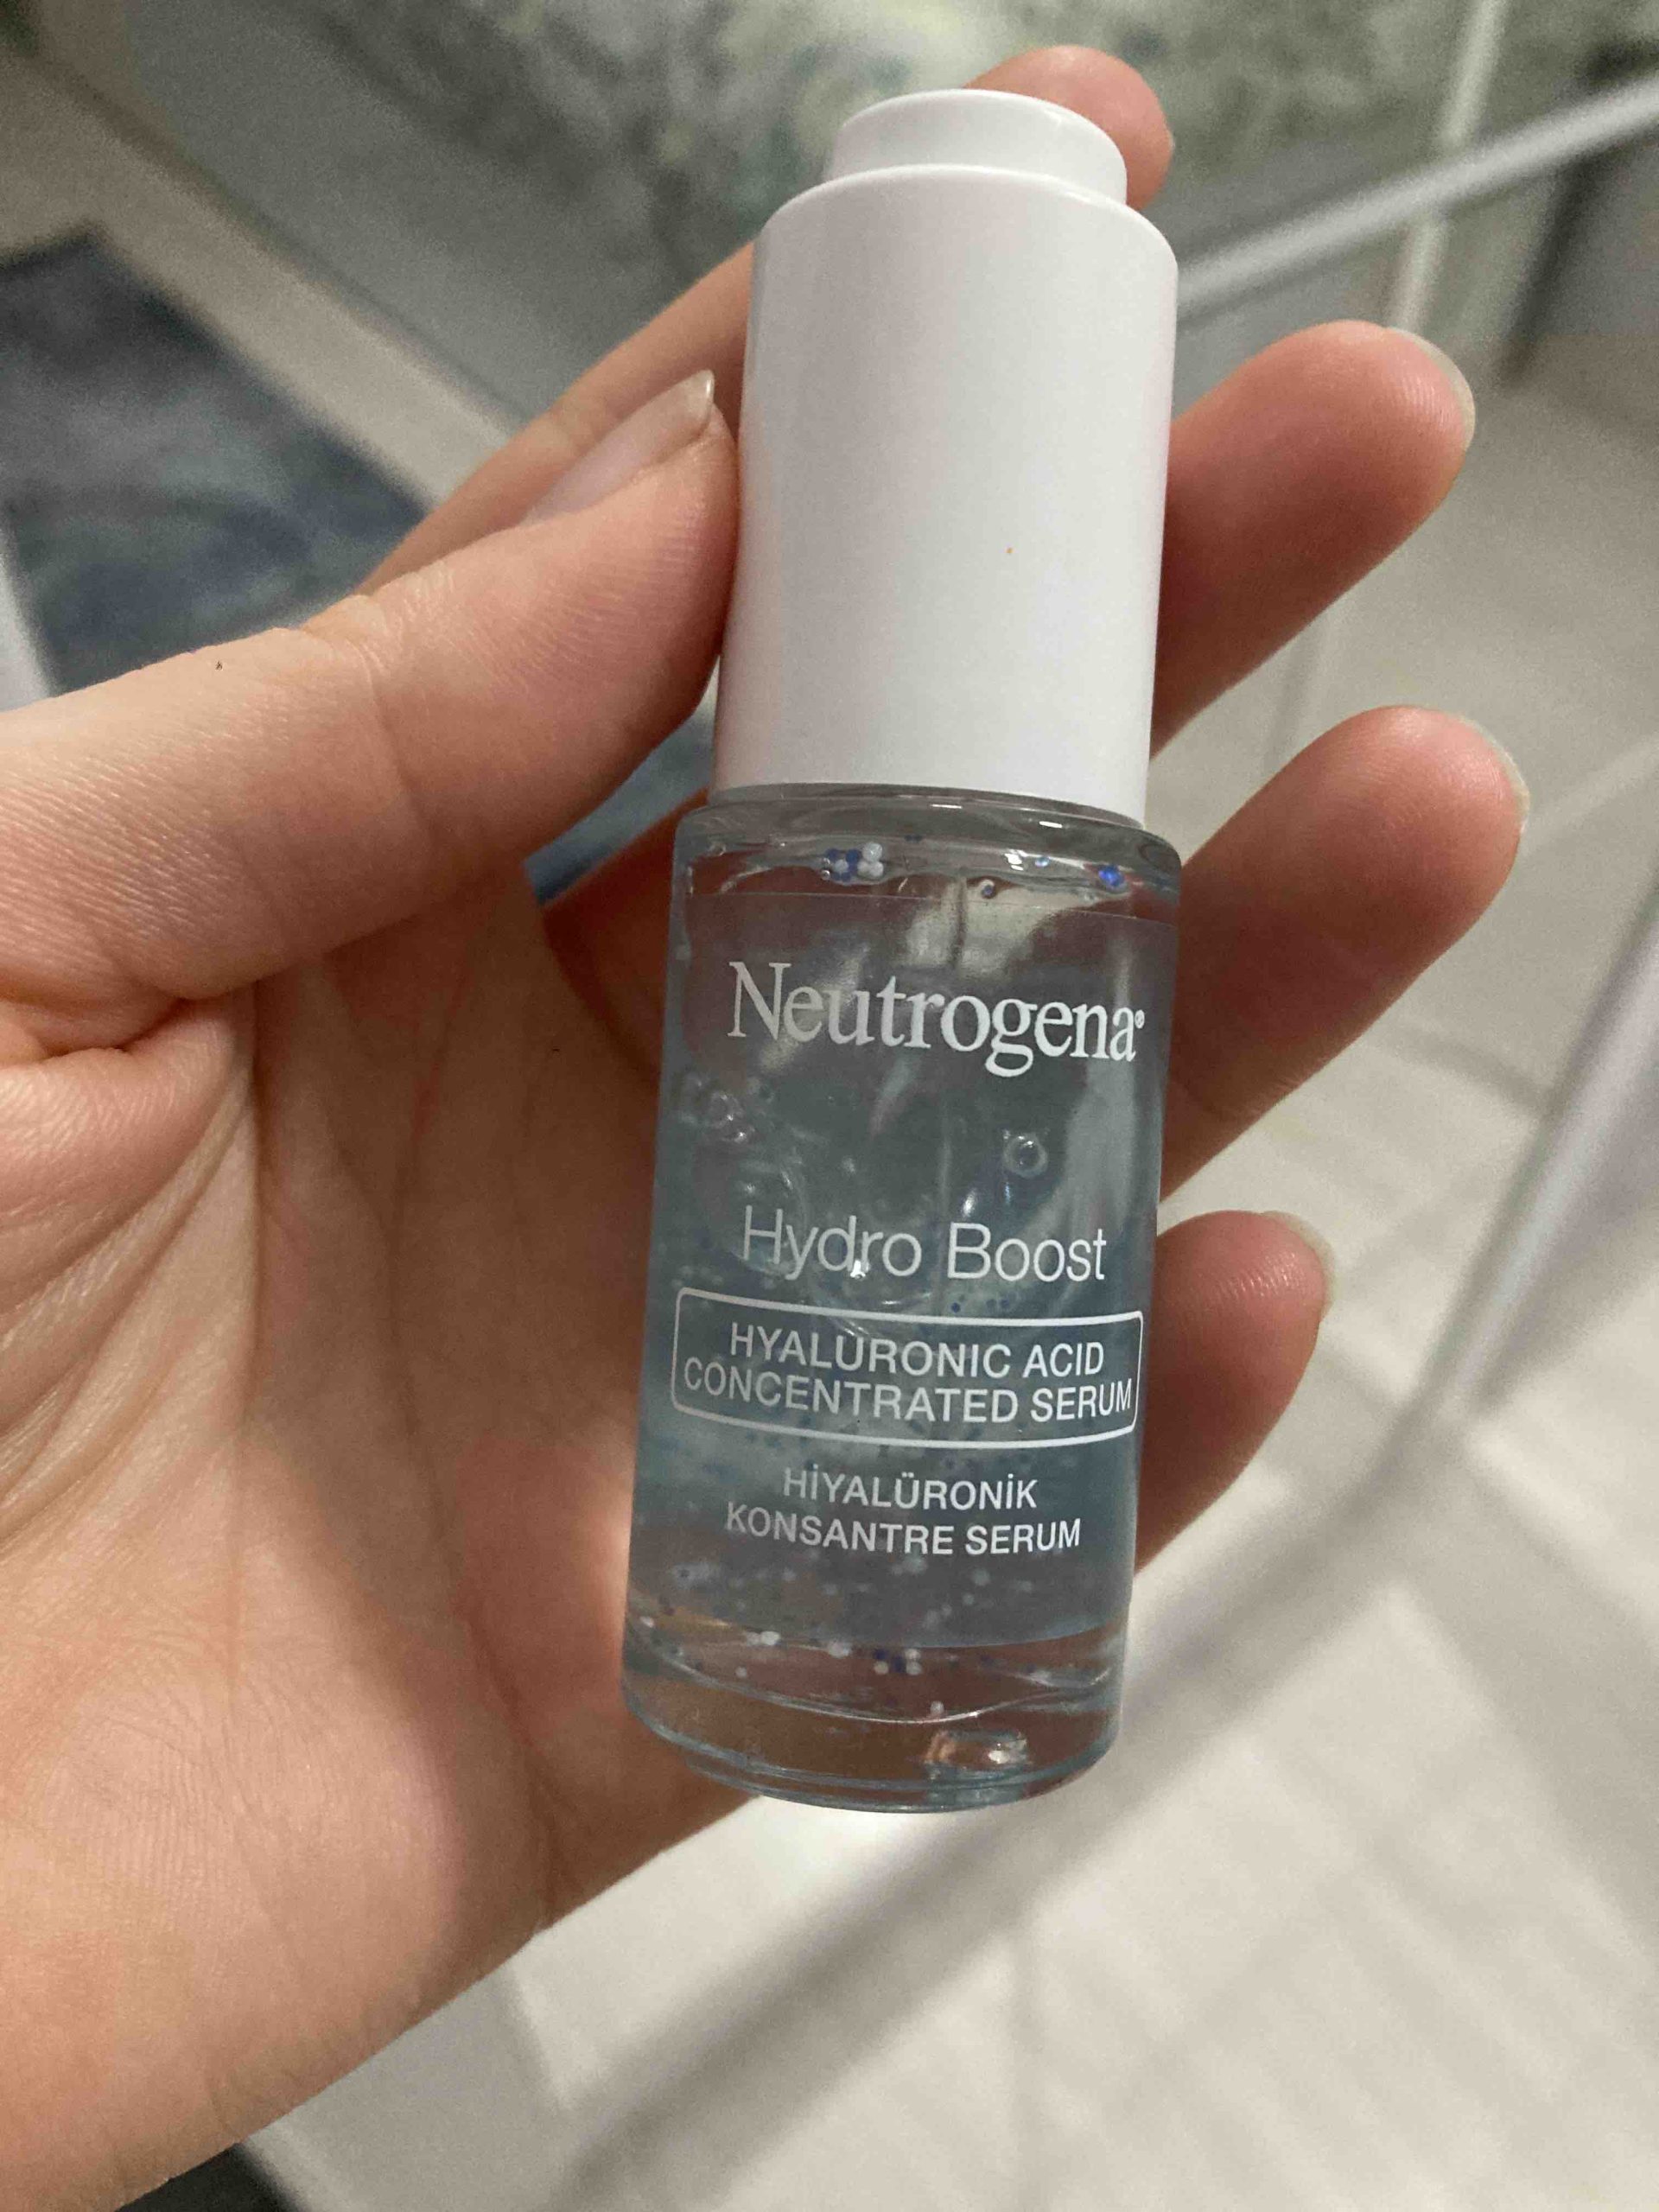 Neutrogena®
Hydro Boost
HYALURONIC ACID
CONCENTRATED SERUM
HİYALÜRONİK
KONSANTRE SERUM